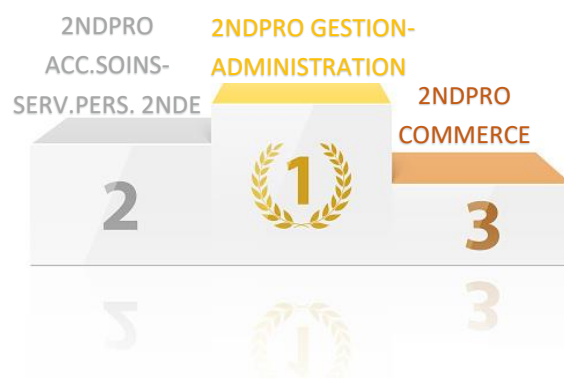 2NDPRO
ACC.SOINS-
SERV.PERS. 2NDE
2NDPRO GESTION-
ADMINISTRATION
2NDPRO
COMMERCE
2
1
3